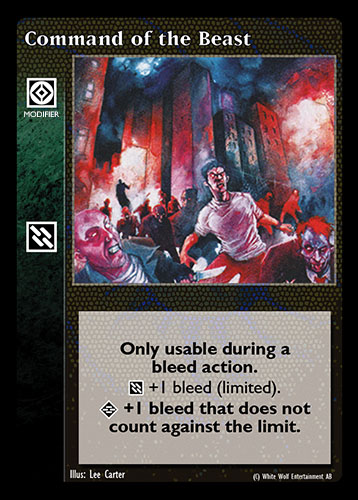 Command of the Beast
MODIFIER
Only usable during a
bleed action.
+1 bleed (limited).
+1 bleed that does not
count against the limit.
Illus: Lee Carter
(C) White Wolf Entertainment AB